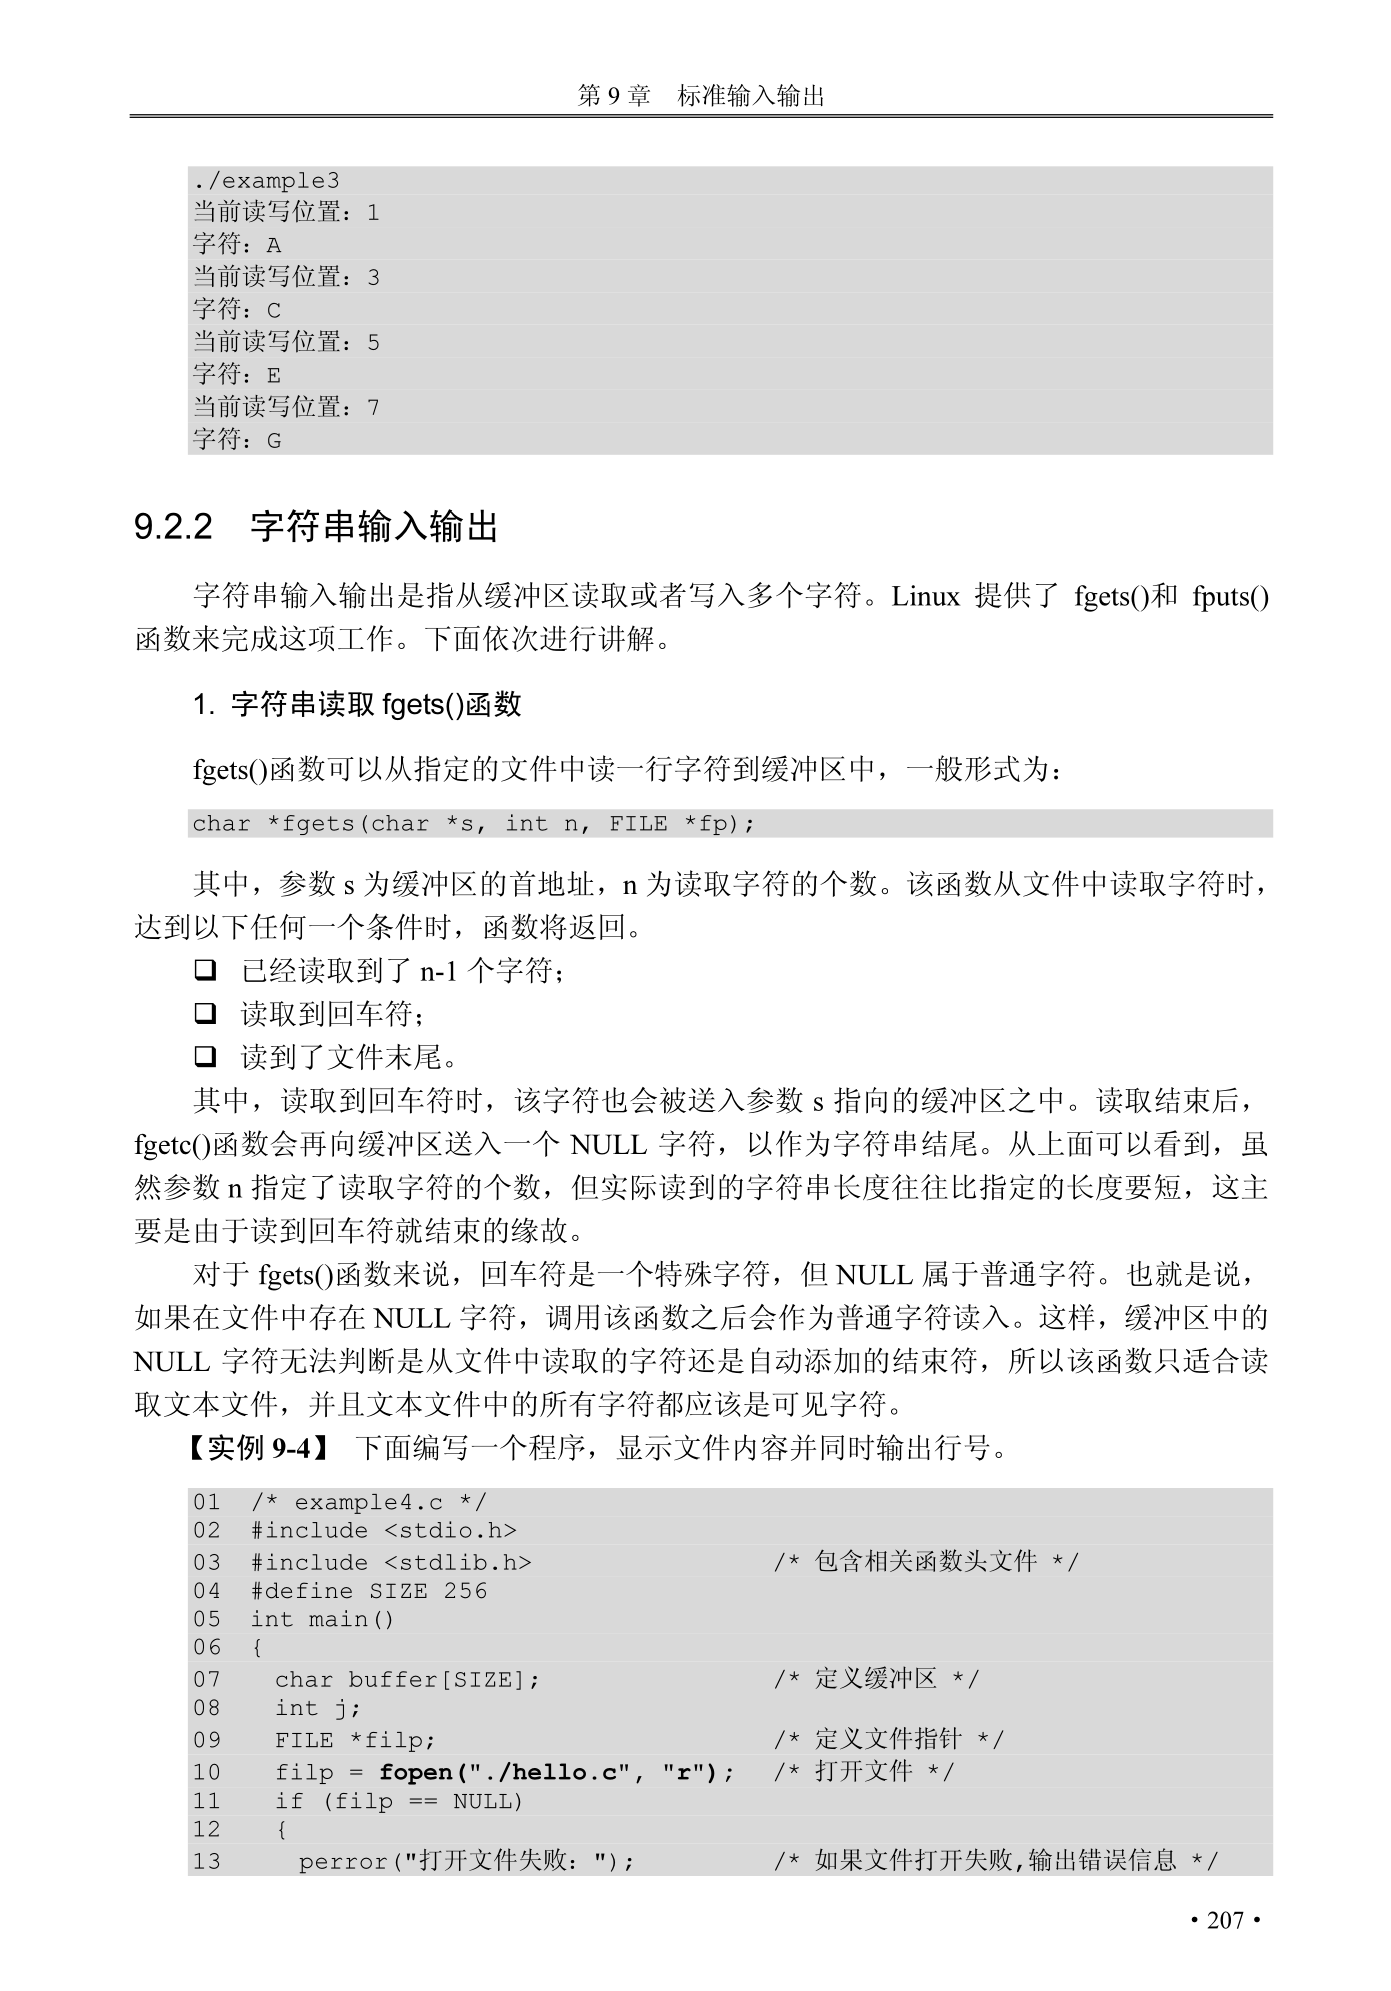 第 9 章　标准输入输出
./example3
当前读写位置：1
字符：A
当前读写位置：3
字符：C
当前读写位置：5
字符：E
当前读写位置：7
字符：G
9.2.2　字符串输入输出
字符串输入输出是指从缓冲区读取或者写入多个字符。Linux 提供了 fgets()和 fputs()
函数来完成这项工作。下面依次进行讲解。
1. 字符串读取 fgets()函数
fgets()函数可以从指定的文件中读一行字符到缓冲区中，一般形式为：
char *fgets(char *s, int n, FILE *fp);
其中，参数 s 为缓冲区的首地址，n 为读取字符的个数。该函数从文件中读取字符时，
达到以下任何一个条件时，函数将返回。
❑ 已经读取到了 n-1 个字符；
❑ 读取到回车符；
❑ 读到了文件末尾。
其中，读取到回车符时，该字符也会被送入参数 s 指向的缓冲区之中。读取结束后，
fgetc()函数会再向缓冲区送入一个 NULL 字符，以作为字符串结尾。从上面可以看到，虽
然参数 n 指定了读取字符的个数，但实际读到的字符串长度往往比指定的长度要短，这主
要是由于读到回车符就结束的缘故。
对于 fgets()函数来说，回车符是一个特殊字符，但 NULL 属于普通字符。也就是说，
如果在文件中存在 NULL 字符，调用该函数之后会作为普通字符读入。这样，缓冲区中的
NULL 字符无法判断是从文件中读取的字符还是自动添加的结束符，所以该函数只适合读
取文本文件，并且文本文件中的所有字符都应该是可见字符。
【实例 9-4】 下面编写一个程序，显示文件内容并同时输出行号。
01 /* example4.c */
02 #include <stdio.h>
03 #include <stdlib.h> /* 包含相关函数头文件 */
04 #define SIZE 256
05 int main()
06 {
07 char buffer[SIZE]; /* 定义缓冲区 */
08 int j;
09 FILE *filp; /* 定义文件指针 */
10 filp = fopen("./hello.c", "r"); /* 打开文件 */
11 if (filp == NULL)
12 {
13 perror("打开文件失败："); /* 如果文件打开失败,输出错误信息 */
• 207 •